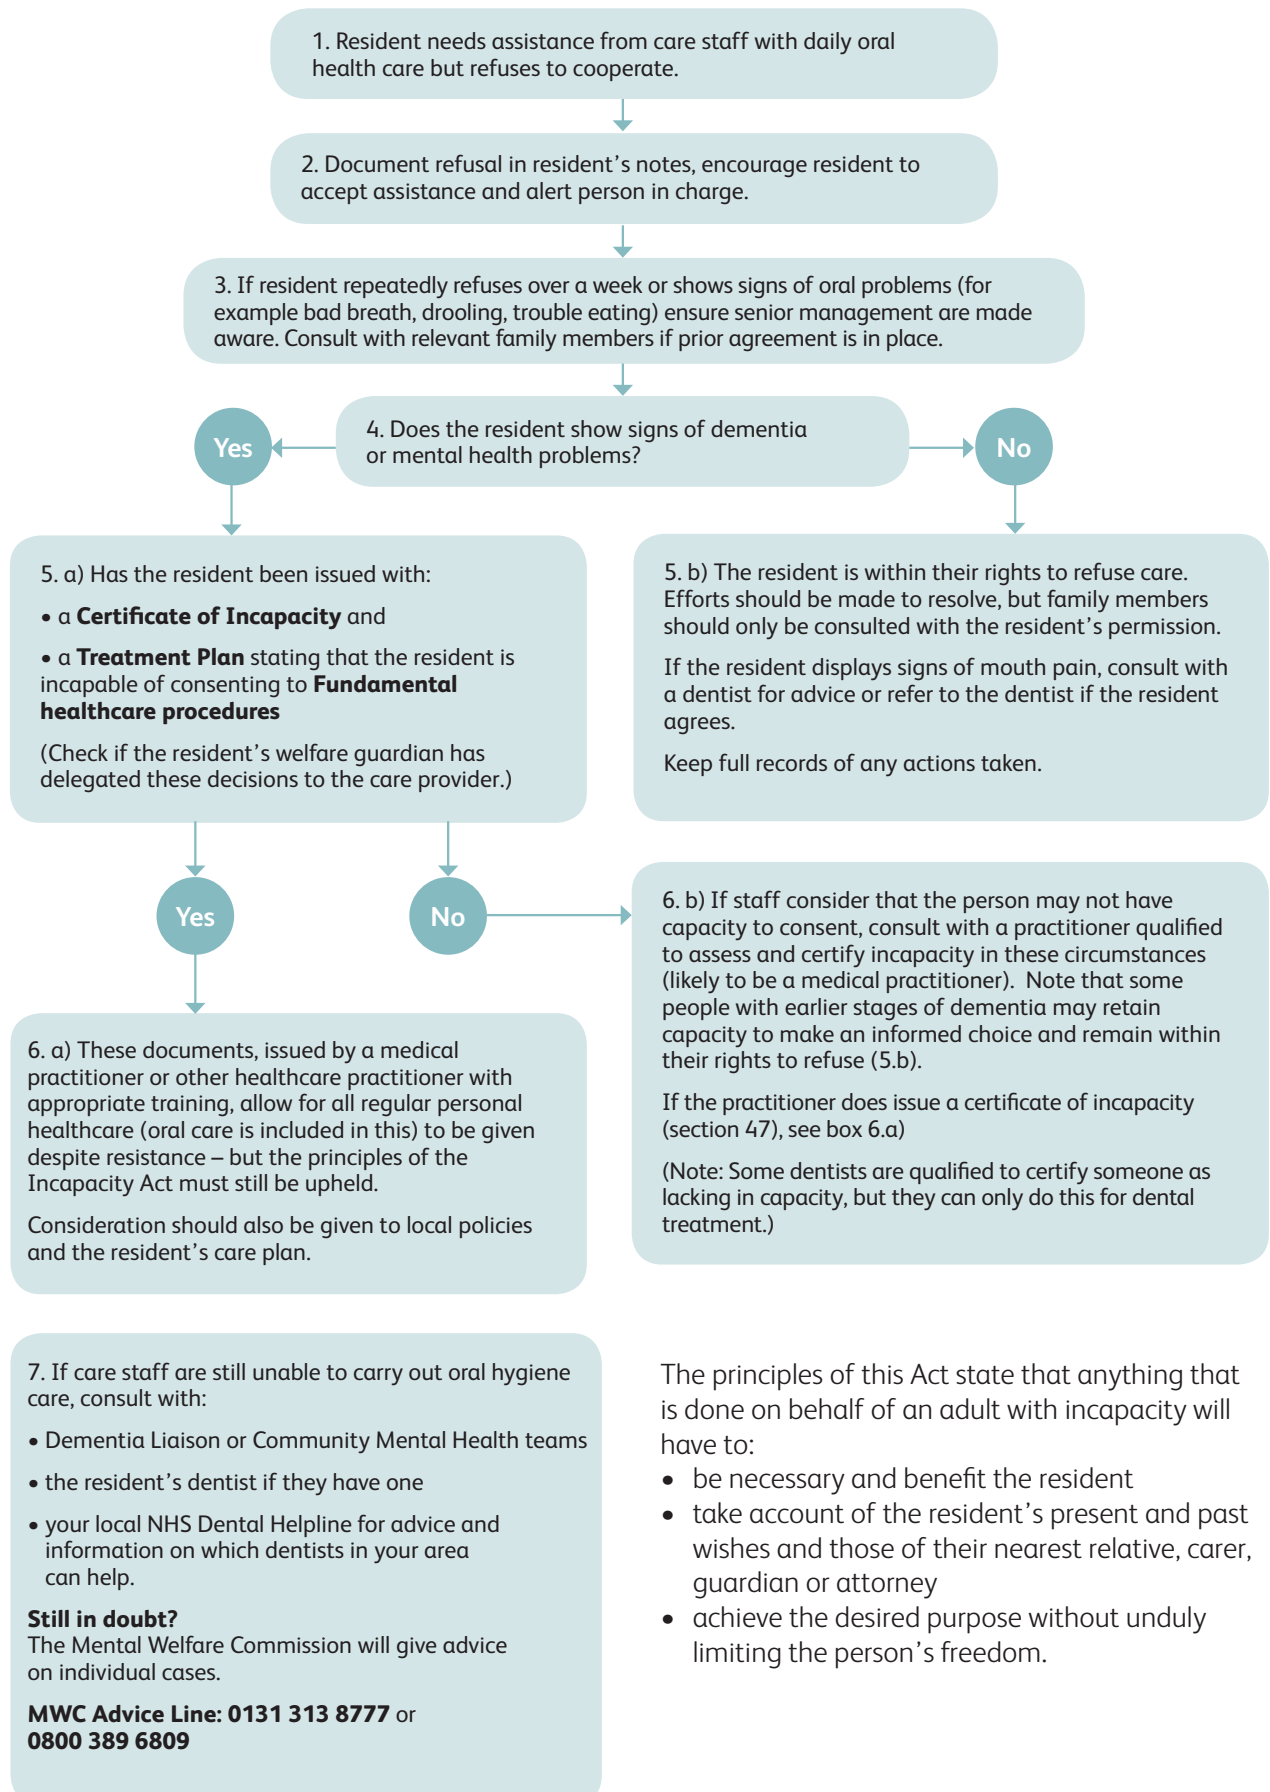 1. Resident needs assistance from care staff with daily oral
health care but refuses to cooperate.
2. Document refusal in resident's notes, encourage resident to
accept assistance and alert person in charge.
3. If resident repeatedly refuses over a week or shows signs of oral problems (for
example bad breath, drooling, trouble eating) ensure senior management are made
aware. Consult with relevant family members if prior agreement is in place.
Yes
4. Does the resident show signs of dementia
or mental health problems?
No
5. a) Has the resident been issued with:
• a Certificate of Incapacity and
• a Treatment Plan stating that the resident is
incapable of consenting to Fundamental
healthcare procedures
(Check if the resident's welfare guardian has
delegated these decisions to the care provider.)
5. b) The resident is within their rights to refuse care.
Efforts should be made to resolve, but family members
should only be consulted with the resident's permission.
If the resident displays signs of mouth pain, consult with
a dentist for advice or refer to the dentist if the resident
agrees.
Keep full records of any actions taken.
Yes
No
6. a) These documents, issued by a medical
practitioner or other healthcare practitioner with
appropriate training, allow for all regular personal
healthcare (oral care is included in this) to be given
despite resistance – but the principles of the
Incapacity Act must still be upheld.
Consideration should also be given to local policies
and the resident's care plan.
6. b) If staff consider that the person may not have
capacity to consent, consult with a practitioner qualified
to assess and certify incapacity in these circumstances
(likely to be a medical practitioner).  Note that some
people with earlier stages of dementia may retain
capacity to make an informed choice and remain within
their rights to refuse (5.b).
If the practitioner does issue a certificate of incapacity
(section 47), see box 6.a)
(Note: Some dentists are qualified to certify someone as
lacking in capacity, but they can only do this for dental
treatment.)
7. If care staff are still unable to carry out oral hygiene
care, consult with:
• Dementia Liaison or Community Mental Health teams
• the resident's dentist if they have one
• your local NHS Dental Helpline for advice and
information on which dentists in your area
can help.
Still in doubt?
The Mental Welfare Commission will give advice
on individual cases.
MWC Advice Line: 0131 313 8777 or
0800 389 6809
The principles of this Act state that anything that
is done on behalf of an adult with incapacity will
have to:
• be necessary and benefit the resident
• take account of the resident's present and past
wishes and those of their nearest relative, carer,
guardian or attorney
• achieve the desired purpose without unduly
limiting the person's freedom.